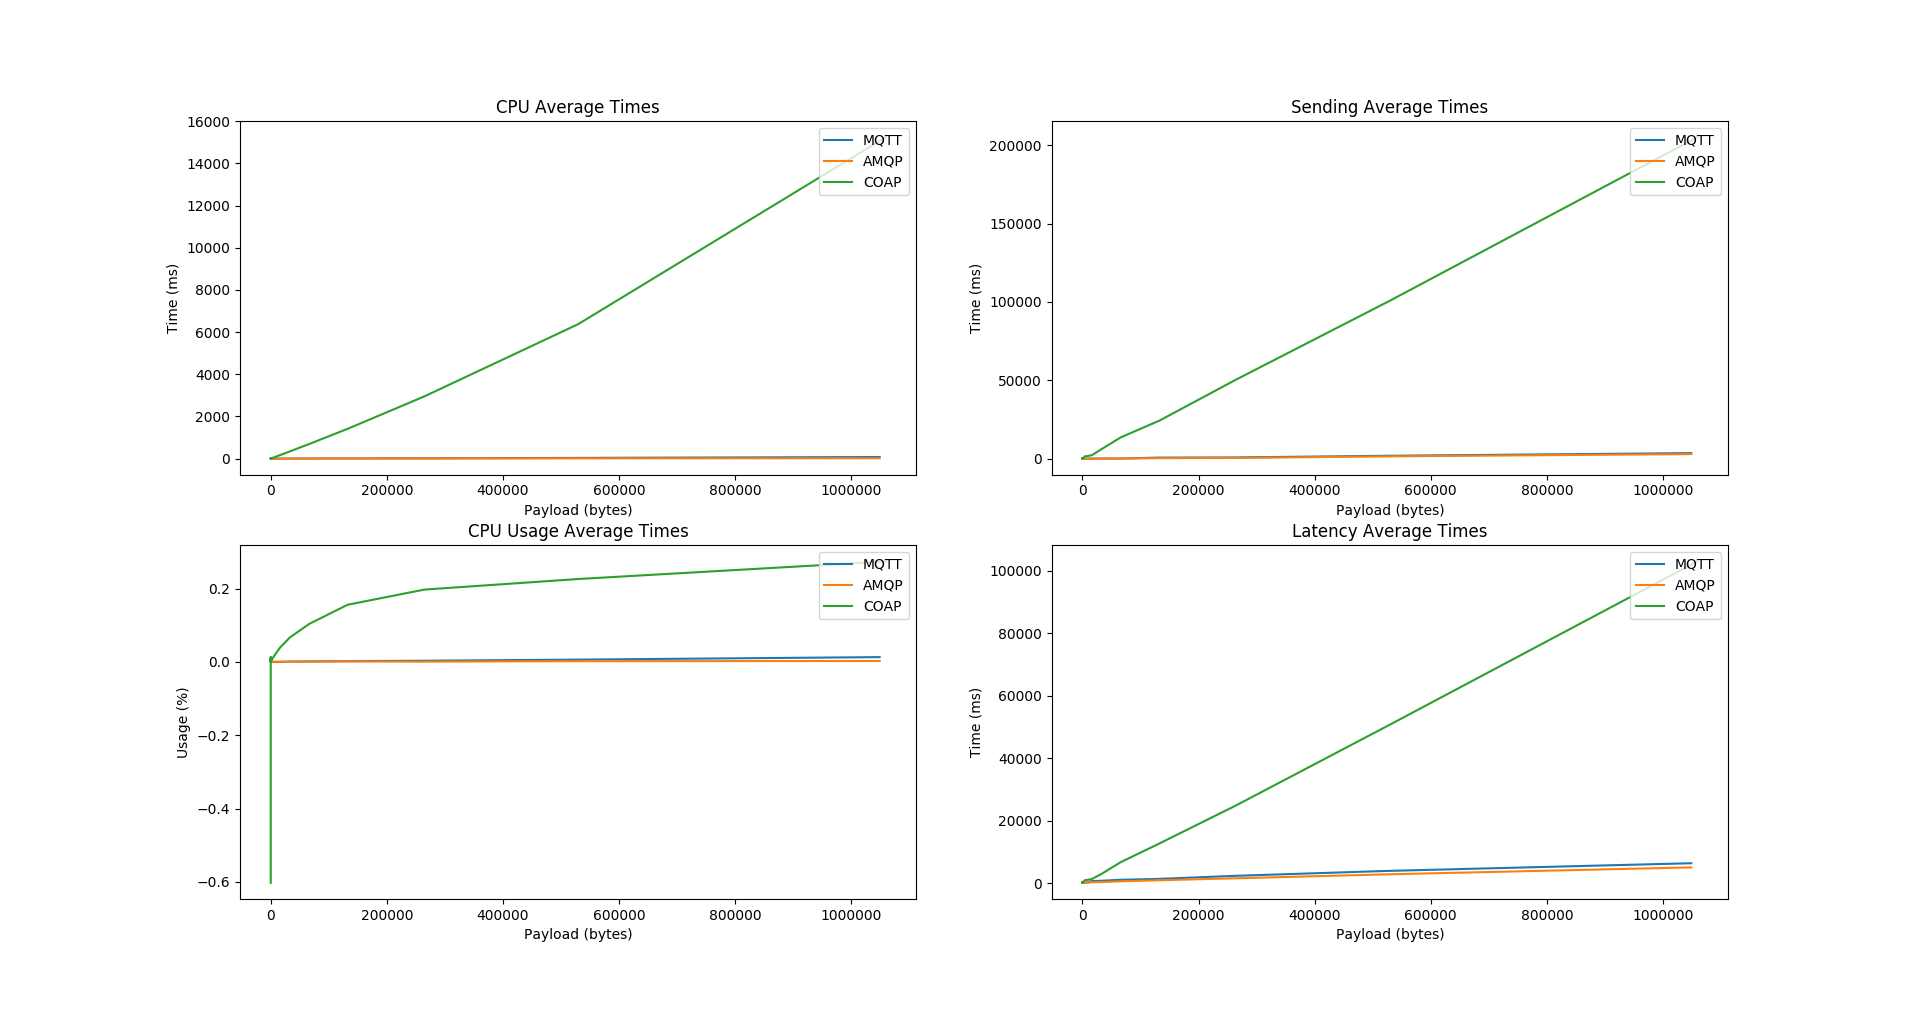 CPU Average Times
16000
14000
12000
10000
8000
6000
4000
2000
0
Time (ms)
MQTT
AMQP
COAP
0 200000 400000 600000 800000 1000000
Payload (bytes)
Sending Average Times
200000
150000
100000
50000
0
Time (ms)
MQTT
AMQP
COAP
0 200000 400000 600000 800000 1000000
Payload (bytes)
CPU Usage Average Times
0.2
0.0
−0.2
−0.4
−0.6
Usage (%)
MQTT
AMQP
COAP
0 200000 400000 600000 800000 1000000
Payload (bytes)
Latency Average Times
100000
80000
60000
40000
20000
0
Time (ms)
MQTT
AMQP
COAP
0 200000 400000 600000 800000 1000000
Payload (bytes)